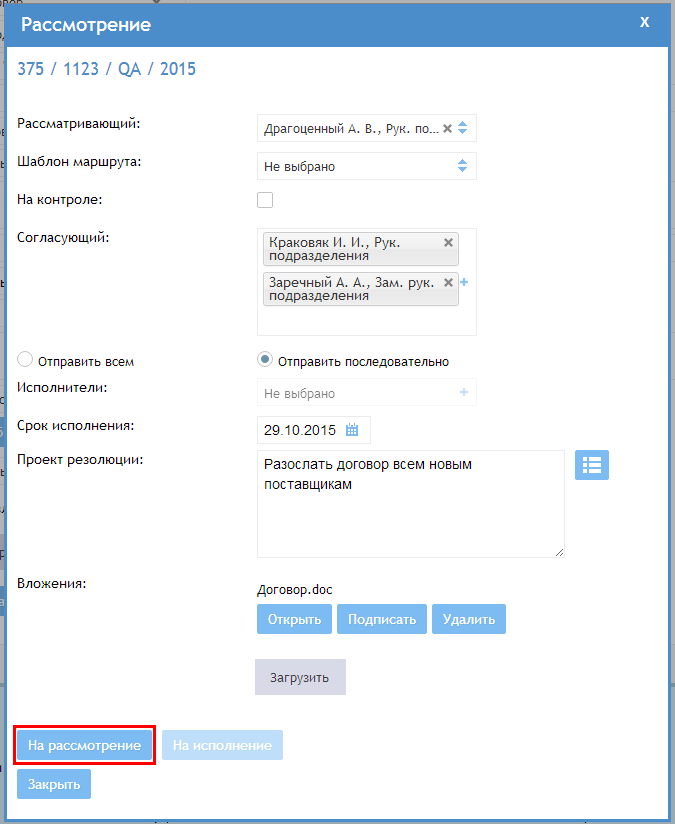 Рассмотрение X
375 / 1123 / QA / 2015
Рассматривающий: Драгоценный А. В., Рук. по...
Шаблон маршрута: Не выбрано
На контроле:
Согласующий: Краковяк И. И., Рук.
подразделения
Заречный А. А., Зам. рук.
подразделения
Отправить всем Отправить последовательно
Исполнители: Не выбрано
Срок исполнения: 29.10.2015
Проект резолюции: Разослать договор всем новым
поставщикам
Вложения:
Договор.doc
Открыть Подписать Удалить
Загрузить
На рассмотрение На исполнение
Закрыть